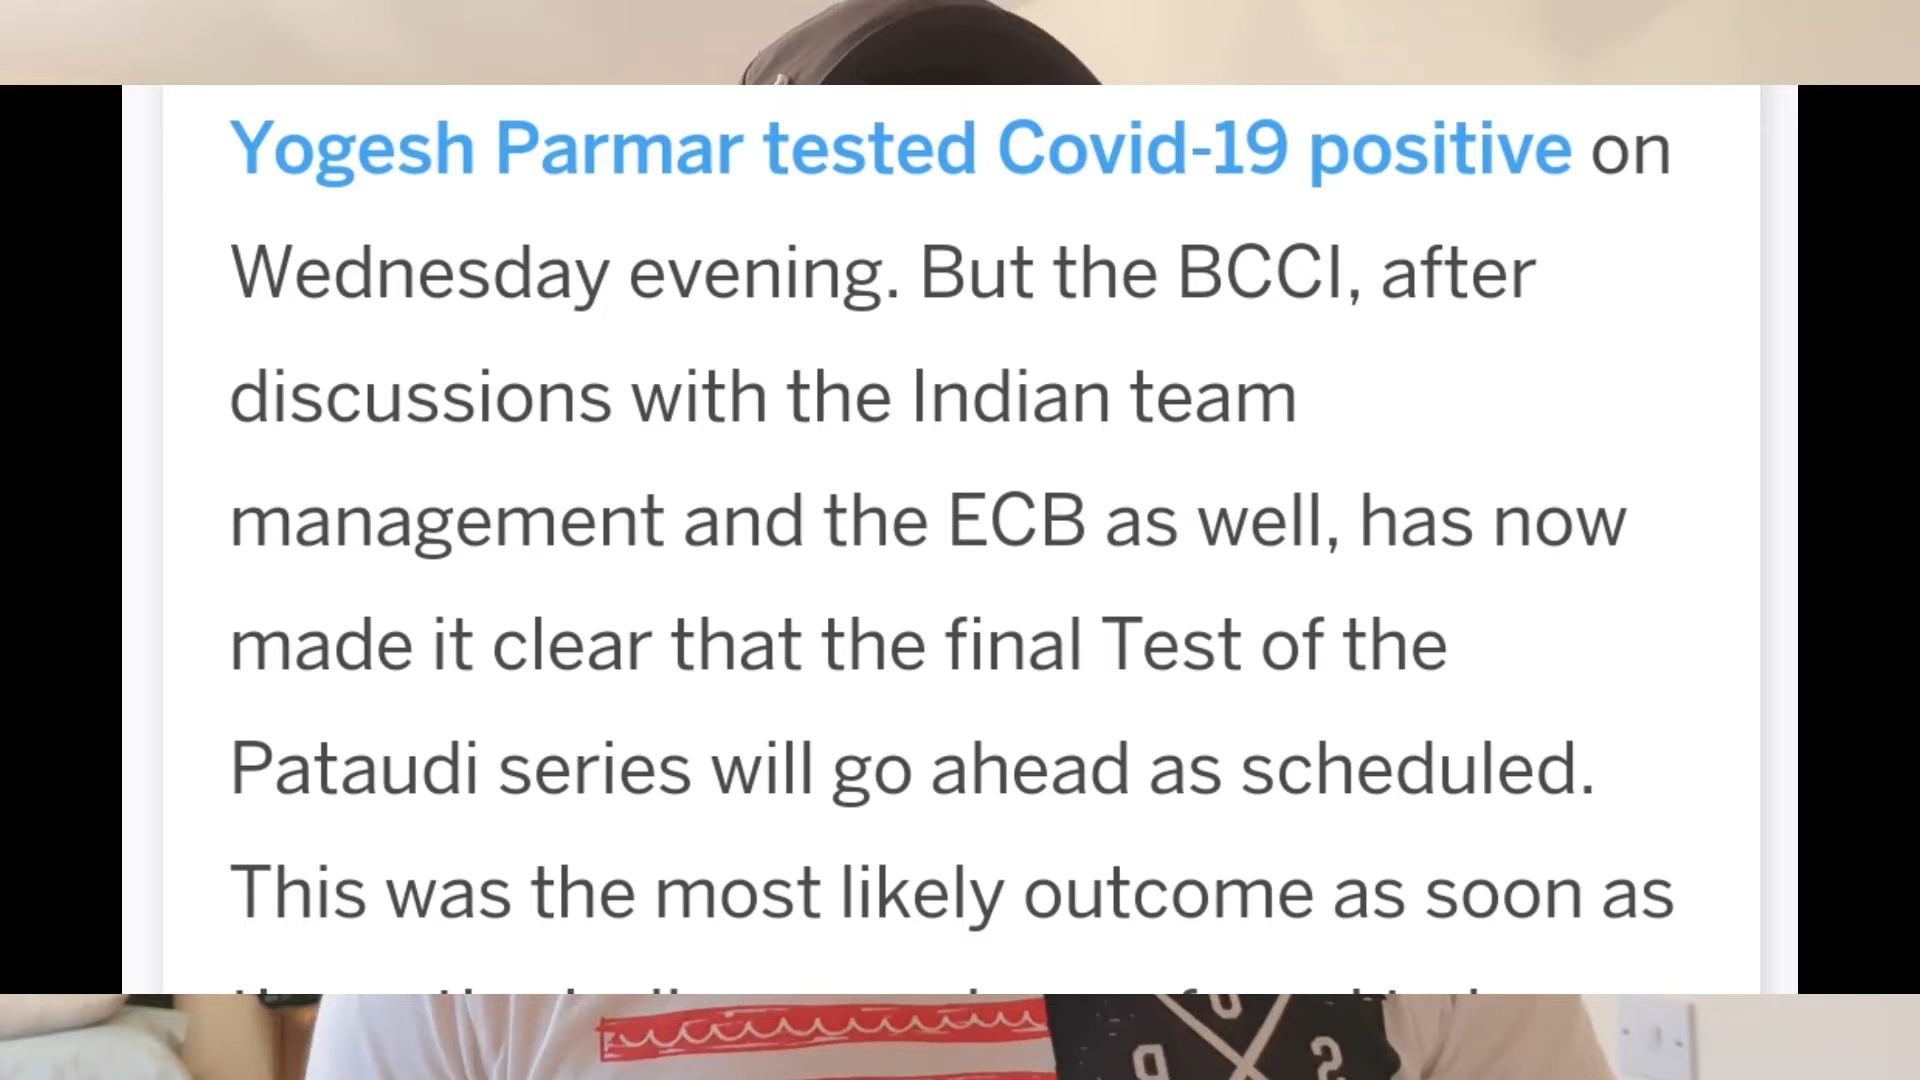 Yogesh Parmar tested Covid-19 positive on
Wednesday evening. But the BCCI, after
discussions with the Indian team
management and the ECB as well, has now
made it clear that the final Test of the
Pataudi series will go ahead as scheduled.
This was the most likely outcome as soon as